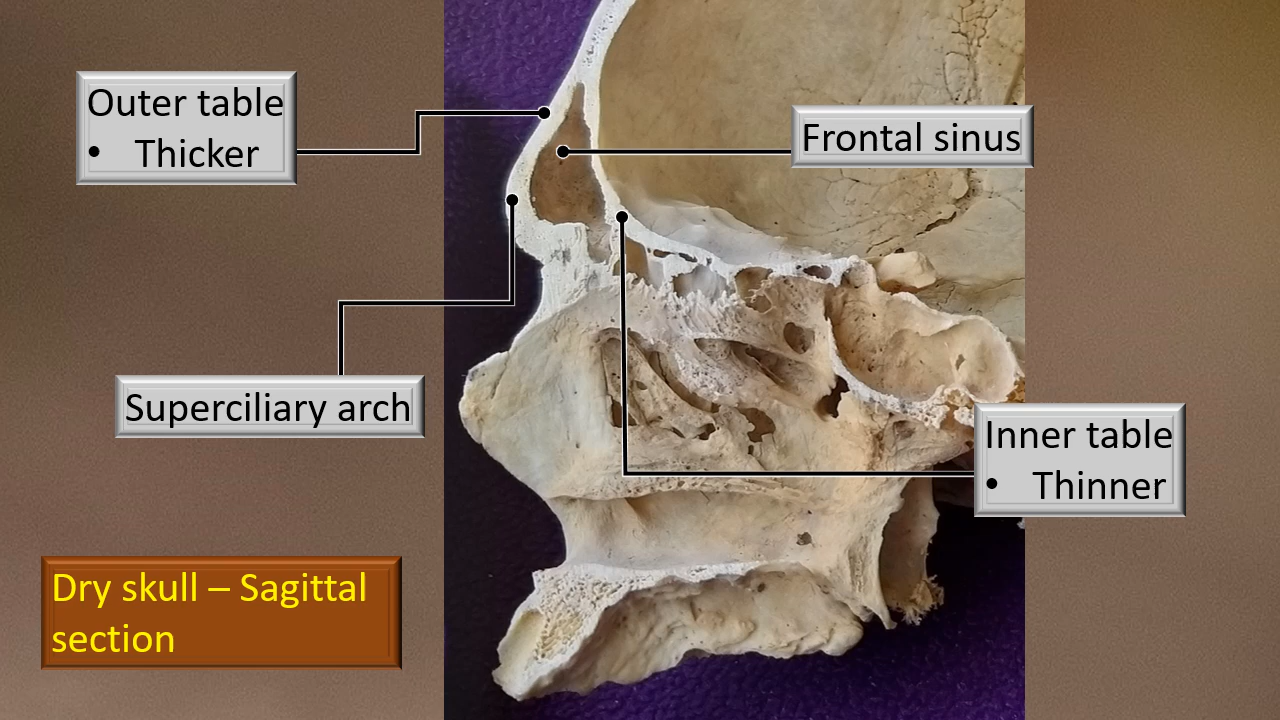 Outer table
• Thicker
Frontal sinus
Superciliary arch
Inner table
• Thinner
Dry skull – Sagittal
section